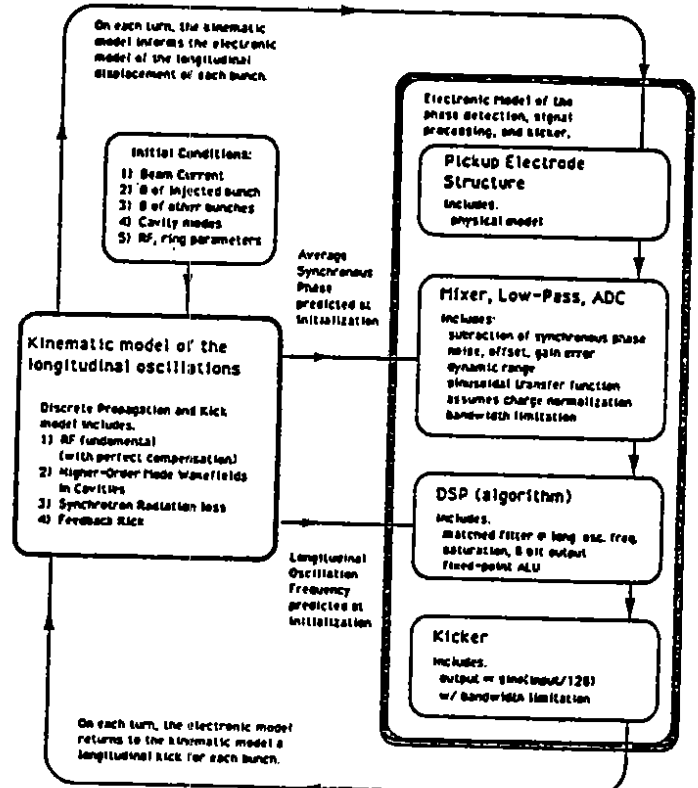 On each turn, the kinematic
model informs the electronic
model of the longitudinal
displacement of each bunch.
Electronic Model of the
phase detection, signal
processing, and kicker.
Initial Conditions:
1) Beam Current
2) θ of injected bunch
3) θ of other bunches
4) Cavity modes
5) RF, ring parameters
Pickup Electrode
Structure
includes.
physical model
Average
Synchronous
Phase
predicted at
initialization
Mixer, Low-Pass, ADC
includes:
subtraction of synchronous phase
noise, offset, gain error
dynamic range
sinusoidal transfer function
assumes charge normalization
bandwidth limitation
Kinematic model of the
longitudinal oscillations
Discrete Propagation and Kick
model includes.
1) RF fundamental
(with perfect compensation)
2) Higher-Order Mode Wakefields
in Cavities
3) Synchrotron Radiation loss
4) Feedback Kick
DSP (algorithm)
includes.
matched filter @ long. osc. freq.
saturation, 8 bit output
fixed-point ALU
Longitudinal
Oscillation
Frequency
predicted at
initialization
Kicker
includes.
output = sine(input/128)
w/ bandwidth limitation
On each turn, the electronic model
returns to the kinematic model a
longitudinal kick for each bunch.